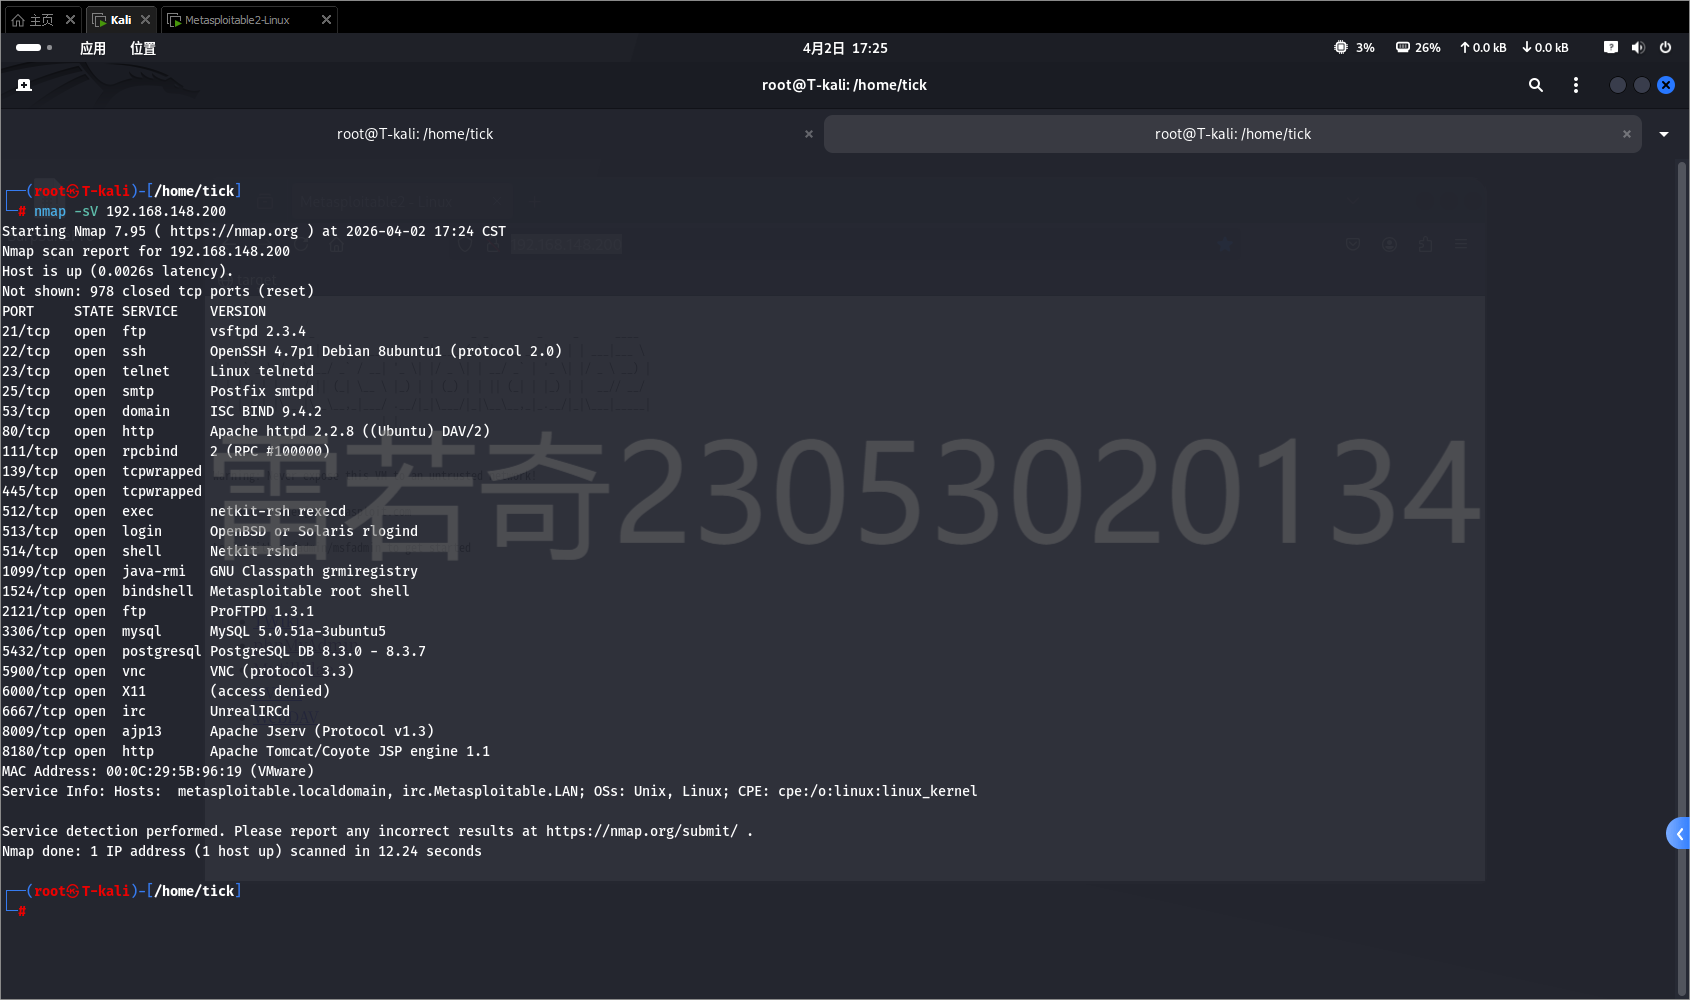 主页
Kali
Metasploitable2-Linux
应用 位置 4月2日 17:25 3% 26% 0.0 kB 0.0 kB
root@T-kali: /home/tick
root@T-kali: /home/tick root@T-kali: /home/tick
(root㉿T-kali)-[/home/tick]
# nmap -sV 192.168.148.200
Starting Nmap 7.95 ( https://nmap.org ) at 2026-04-02 17:24 CST
Nmap scan report for 192.168.148.200
Host is up (0.0026s latency).
Not shown: 978 closed tcp ports (reset)
PORT STATE SERVICE VERSION
21/tcp open ftp vsftpd 2.3.4
22/tcp open ssh OpenSSH 4.7p1 Debian 8ubuntu1 (protocol 2.0)
23/tcp open telnet Linux telnetd
25/tcp open smtp Postfix smtpd
53/tcp open domain ISC BIND 9.4.2
80/tcp open http Apache httpd 2.2.8 ((Ubuntu) DAV/2)
111/tcp open rpcbind 2 (RPC #100000)
139/tcp open tcpwrapped
445/tcp open tcpwrapped
512/tcp open exec netkit-rsh rexecd
513/tcp open login OpenBSD or Solaris rlogind
514/tcp open shell Netkit rshd
1099/tcp open java-rmi GNU Classpath grmiregistry
1524/tcp open bindshell Metasploitable root shell
2121/tcp open ftp ProFTPD 1.3.1
3306/tcp open mysql MySQL 5.0.51a-3ubuntu5
5432/tcp open postgresql PostgreSQL DB 8.3.0 - 8.3.7
5900/tcp open vnc VNC (protocol 3.3)
6000/tcp open X11 (access denied)
6667/tcp open irc UnrealIRCd
8009/tcp open ajp13 Apache Jserv (Protocol v1.3)
8180/tcp open http Apache Tomcat/Coyote JSP engine 1.1
MAC Address: 00:0C:29:5B:96:19 (VMware)
Service Info: Hosts: metasploitable.localdomain, irc.Metasploitable.LAN; OSs: Unix, Linux; CPE: cpe:/o:linux:linux_kernel
Service detection performed. Please report any incorrect results at https://nmap.org/submit/ .
Nmap done: 1 IP address (1 host up) scanned in 12.24 seconds
(root㉿T-kali)-[/home/tick]
#
雷若奇23053020134